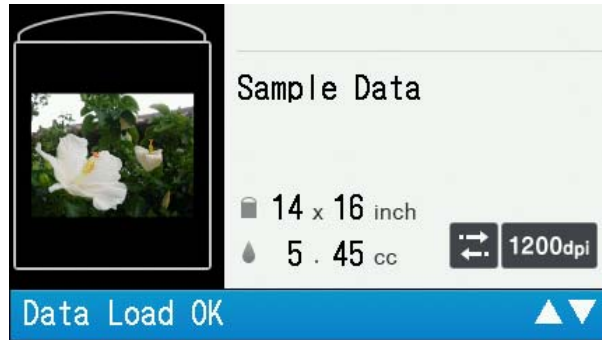 Sample Data
14 x 16 inch
5 . 45 cc
1200dpi
Data Load OK